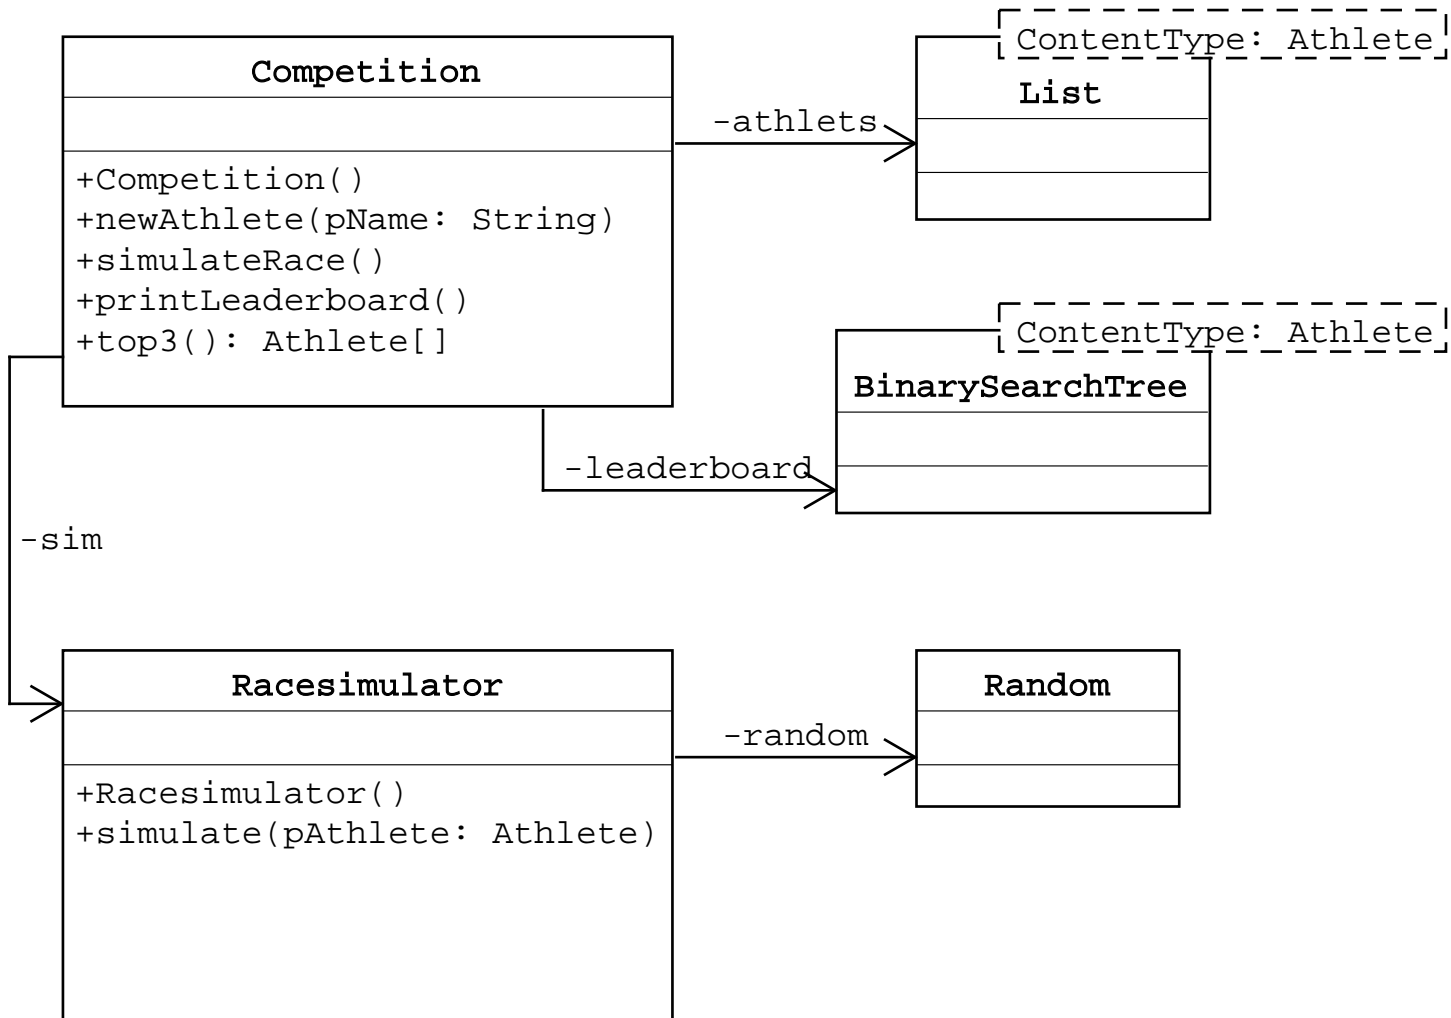 Competition
+Competition()
+newAthlete(pName: String)
+simulateRace()
+printLeaderboard()
+top3(): Athlete[]
-athlets
ContentType: Athlete
List
-leaderboard
ContentType: Athlete
BinarySearchTree
-sim
Racesimulator
+Racesimulator()
+simulate(pAthlete: Athlete)
-random
Random